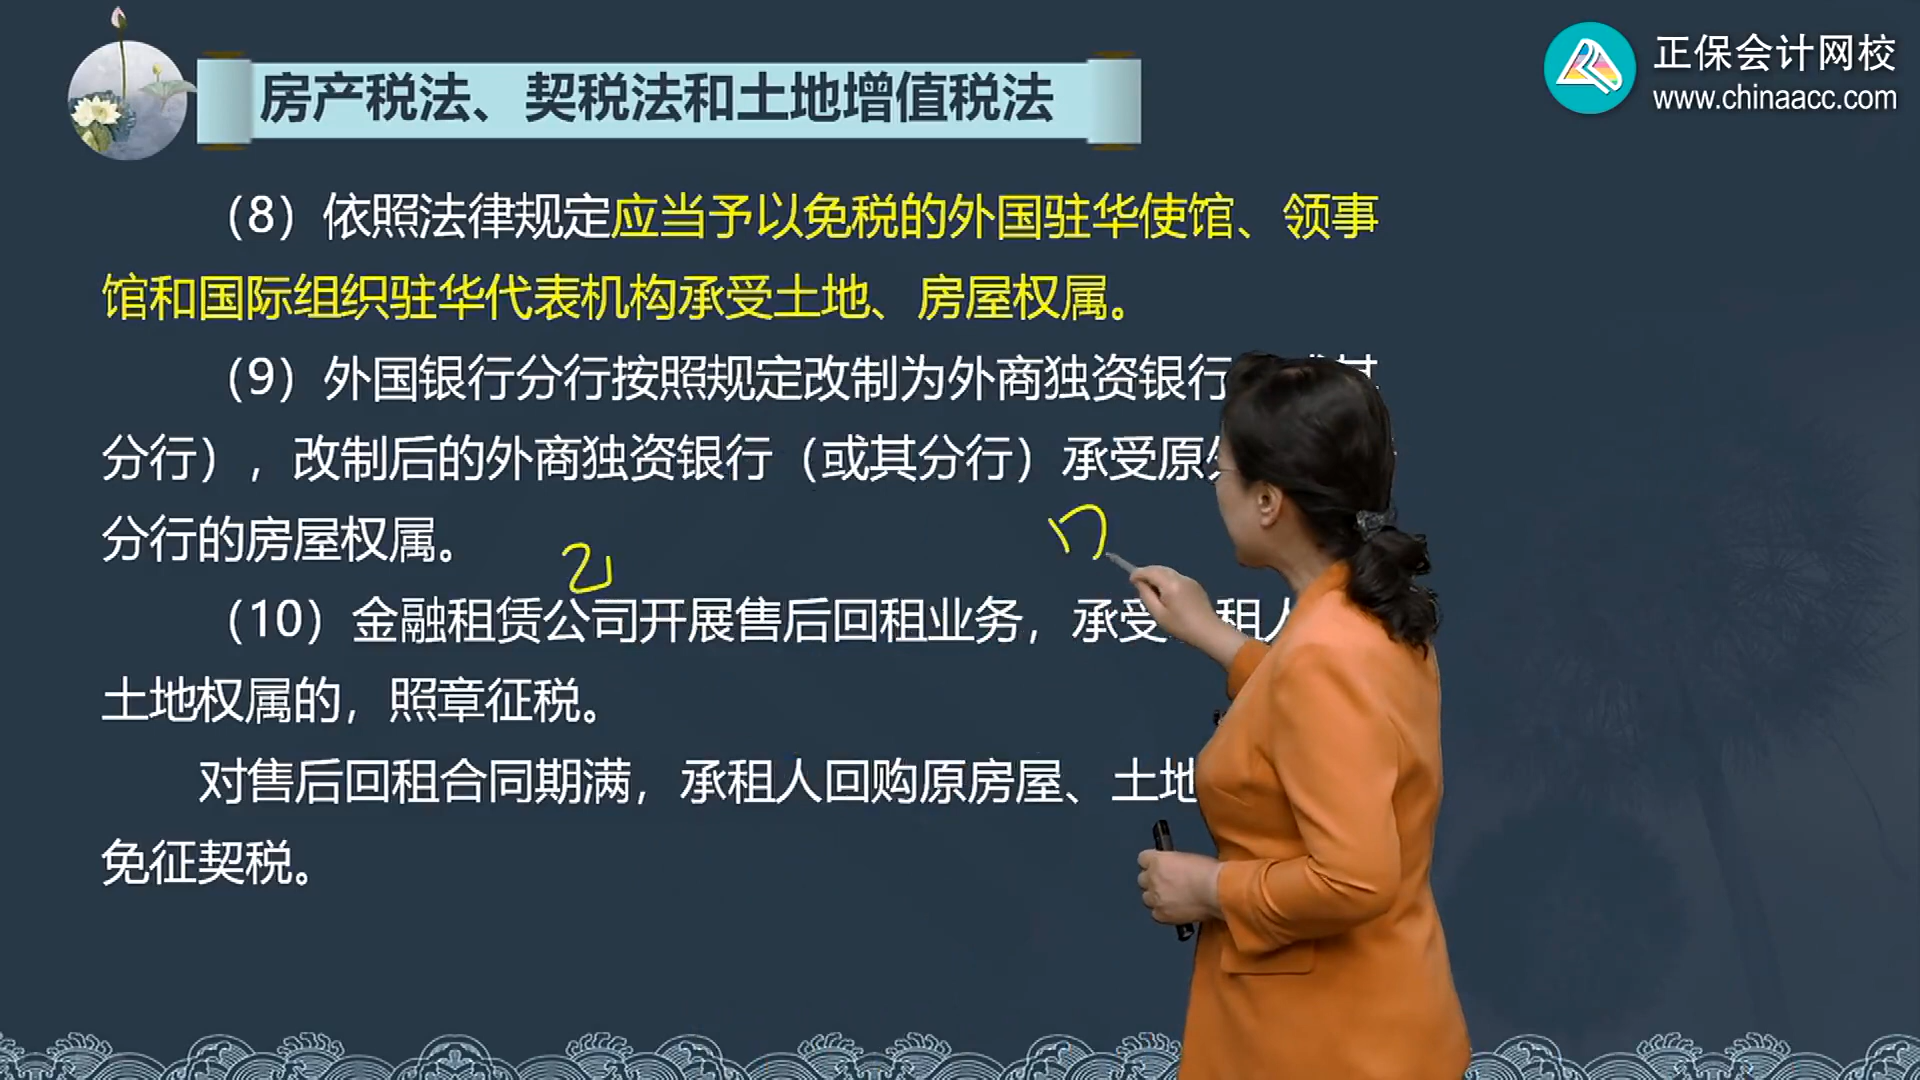 房产税法、契税法和土地增值税法
正保会计网校
www.chinaacc.com
（8）依照法律规定应当予以免税的外国驻华使馆、领事
馆和国际组织驻华代表机构承受土地、房屋权属。
（9）外国银行分行按照规定改制为外商独资银行 其
分行），改制后的外商独资银行（或其分行）承受原
分行的房屋权属。
（10）金融租赁公司开展售后回租业务，承受 租人
土地权属的，照章征税。
对售后回租合同期满，承租人回购原房屋、土地
免征契税。